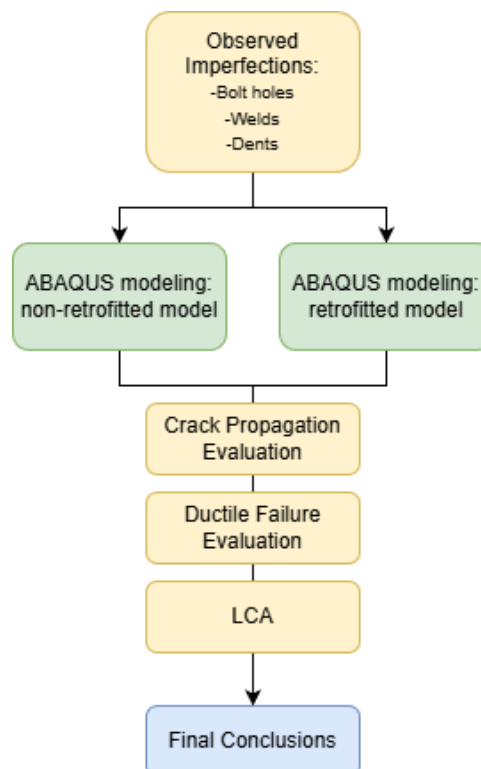 Observed
Imperfections:
-Bolt holes
-Welds
-Dents
ABAQUS modeling:
non-retrofitted model
ABAQUS modeling:
retrofitted model
Crack Propagation
Evaluation
Ductile Failure
Evaluation
LCA
Final Conclusions